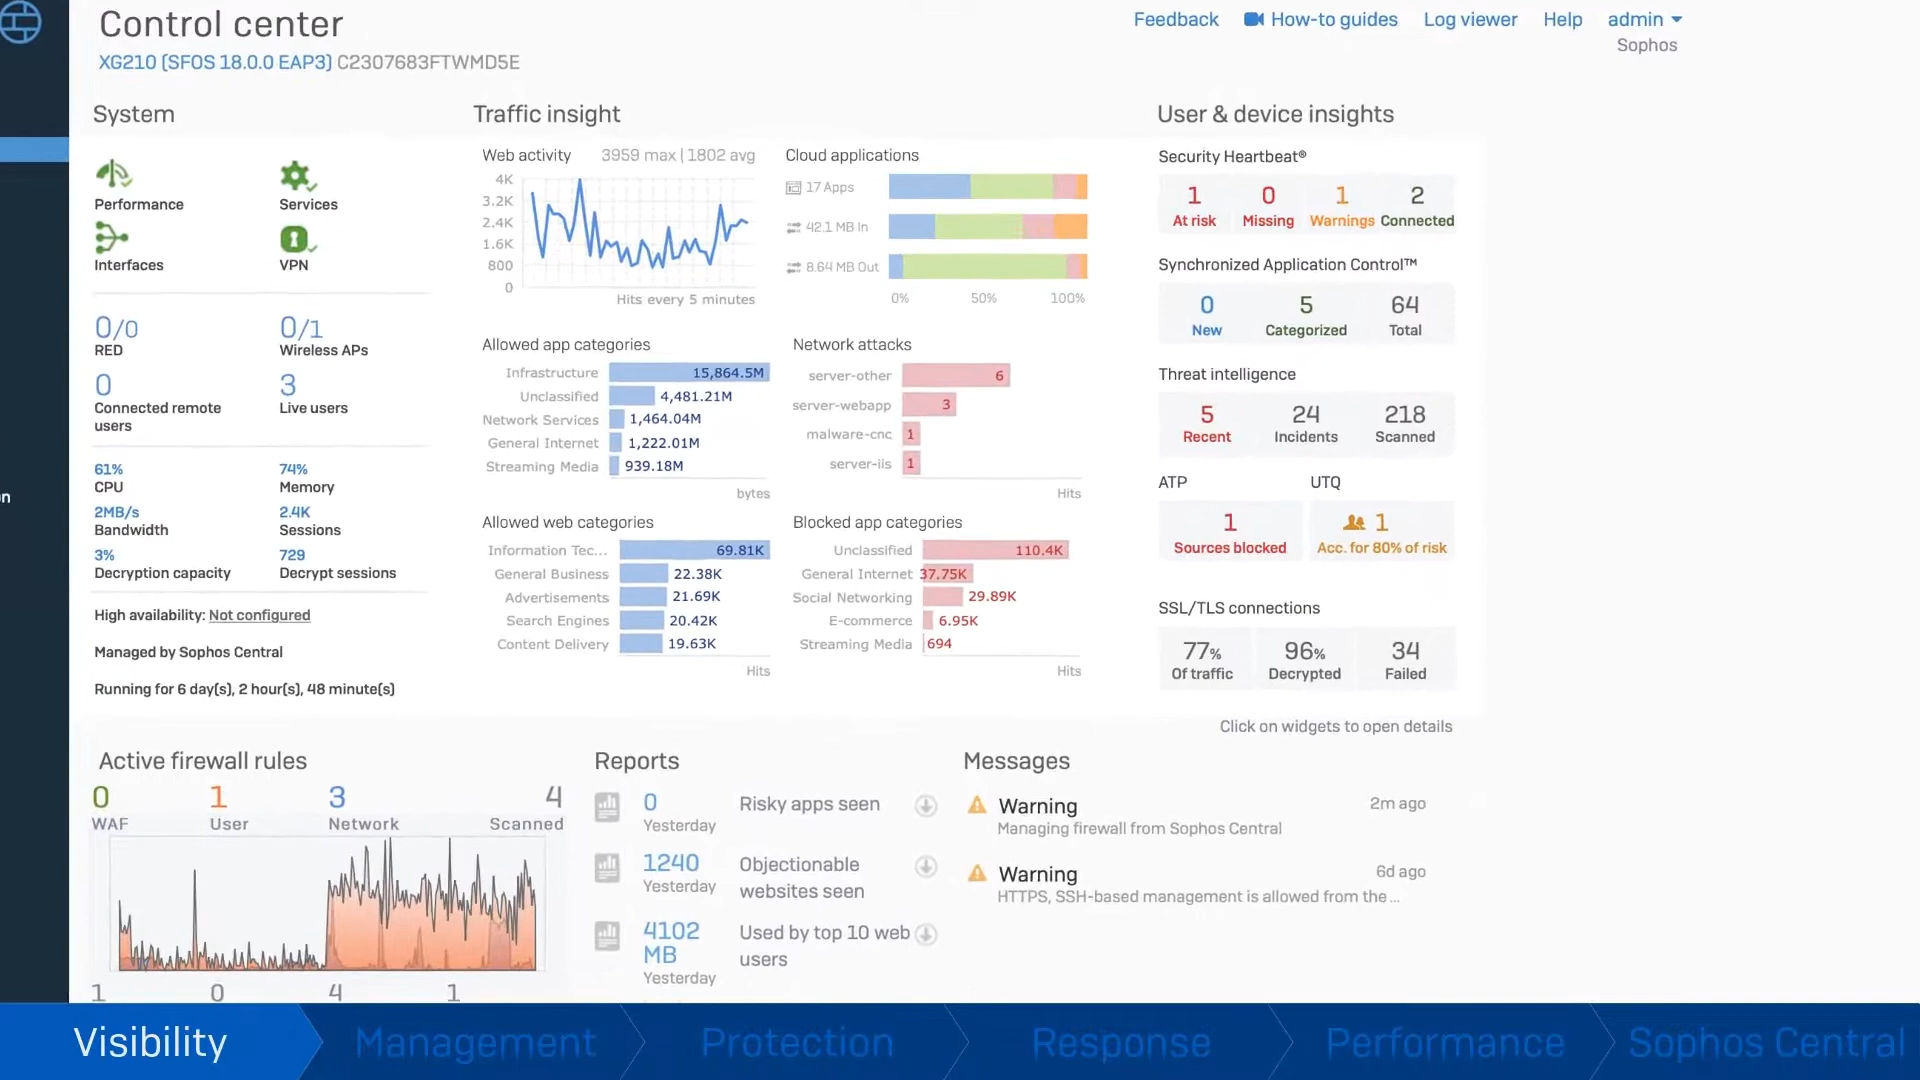 Control center
XG210 (SFOS 18.0.0 EAP3) C2307683FTWMD5E
Feedback How-to guides Log viewer Help admin
Sophos
System
Performance Services
Interfaces VPN
0/0 0/1
RED Wireless APs
0 3
Connected remote Live users
users
61% 74%
CPU Memory
2MB/s 2.4K
Bandwidth Sessions
3% 729
Decryption capacity Decrypt sessions
High availability: Not configured
Managed by Sophos Central
Running for 6 day(s), 2 hour(s), 48 minute(s)
Traffic insight
Web activity 3959 max | 1802 avg
4K
3.2K
2.4K
1.6K
800
0
Hits every 5 minutes
Cloud applications
17 Apps
42.1 MB In
8.64 MB Out
0% 50% 100%
Allowed app categories
Infrastructure 15,864.5M
Unclassified 4,481.21M
Network Services 1,464.04M
General Internet 1,222.01M
Streaming Media 939.18M
bytes
Network attacks
server-other 6
server-webapp 3
malware-cnc 1
server-iis 1
Hits
Allowed web categories
Information Tec... 69.81K
General Business 22.38K
Advertisements 21.69K
Search Engines 20.42K
Content Delivery 19.63K
Hits
Blocked app categories
Unclassified 110.4K
General Internet 37.75K
Social Networking 29.89K
E-commerce 6.95K
Streaming Media 694
Hits
User & device insights
Security Heartbeat®
1 0 1 2
At risk Missing Warnings Connected
Synchronized Application Control™
0 5 64
New Categorized Total
Threat intelligence
5 24 218
Recent Incidents Scanned
ATP UTQ
1 1
Sources blocked Acc. for 80% of risk
SSL/TLS connections
77% 96% 34
Of traffic Decrypted Failed
Click on widgets to open details
n
Active firewall rules
0 1 3 4
WAF User Network Scanned
1 0 4 1
Reports
0 Risky apps seen
Yesterday
1240 Objectionable
Yesterday websites seen
4102 Used by top 10 web
MB users
Yesterday
Messages
Warning 2m ago
Managing firewall from Sophos Central
Warning 6d ago
HTTPS, SSH-based management is allowed from the ...
Visibility Management Protection Response Performance Sophos Central